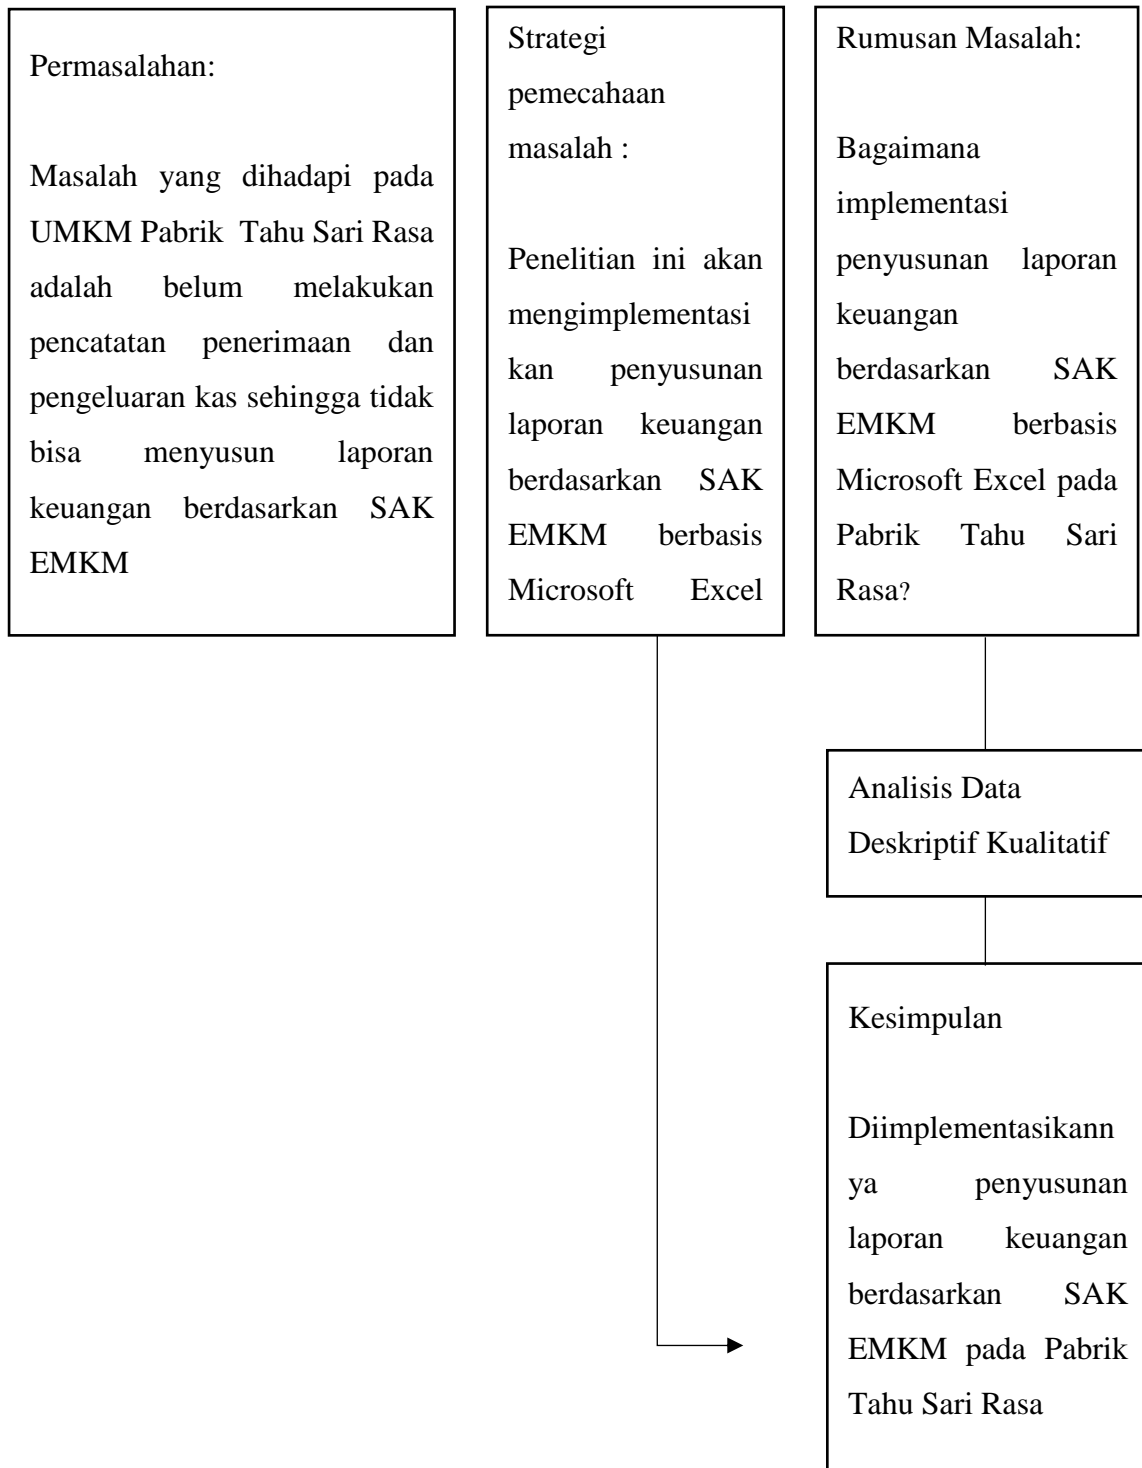 Permasalahan:
Masalah yang dihadapi pada
UMKM Pabrik Tahu Sari Rasa
adalah belum melakukan
pencatatan penerimaan dan
pengeluaran kas sehingga tidak
bisa menyusun laporan
keuangan berdasarkan SAK
EMKM
Strategi
pemecahaan
masalah :
Penelitian ini akan
mengimplementasi
kan penyusunan
laporan keuangan
berdasarkan SAK
EMKM berbasis
Microsoft Excel
Rumusan Masalah:
Bagaimana
implementasi
penyusunan laporan
keuangan
berdasarkan SAK
EMKM berbasis
Microsoft Excel pada
Pabrik Tahu Sari
Rasa?
Analisis Data
Deskriptif Kualitatif
Kesimpulan
Diimplementasikann
ya penyusunan
laporan keuangan
berdasarkan SAK
EMKM pada Pabrik
Tahu Sari Rasa